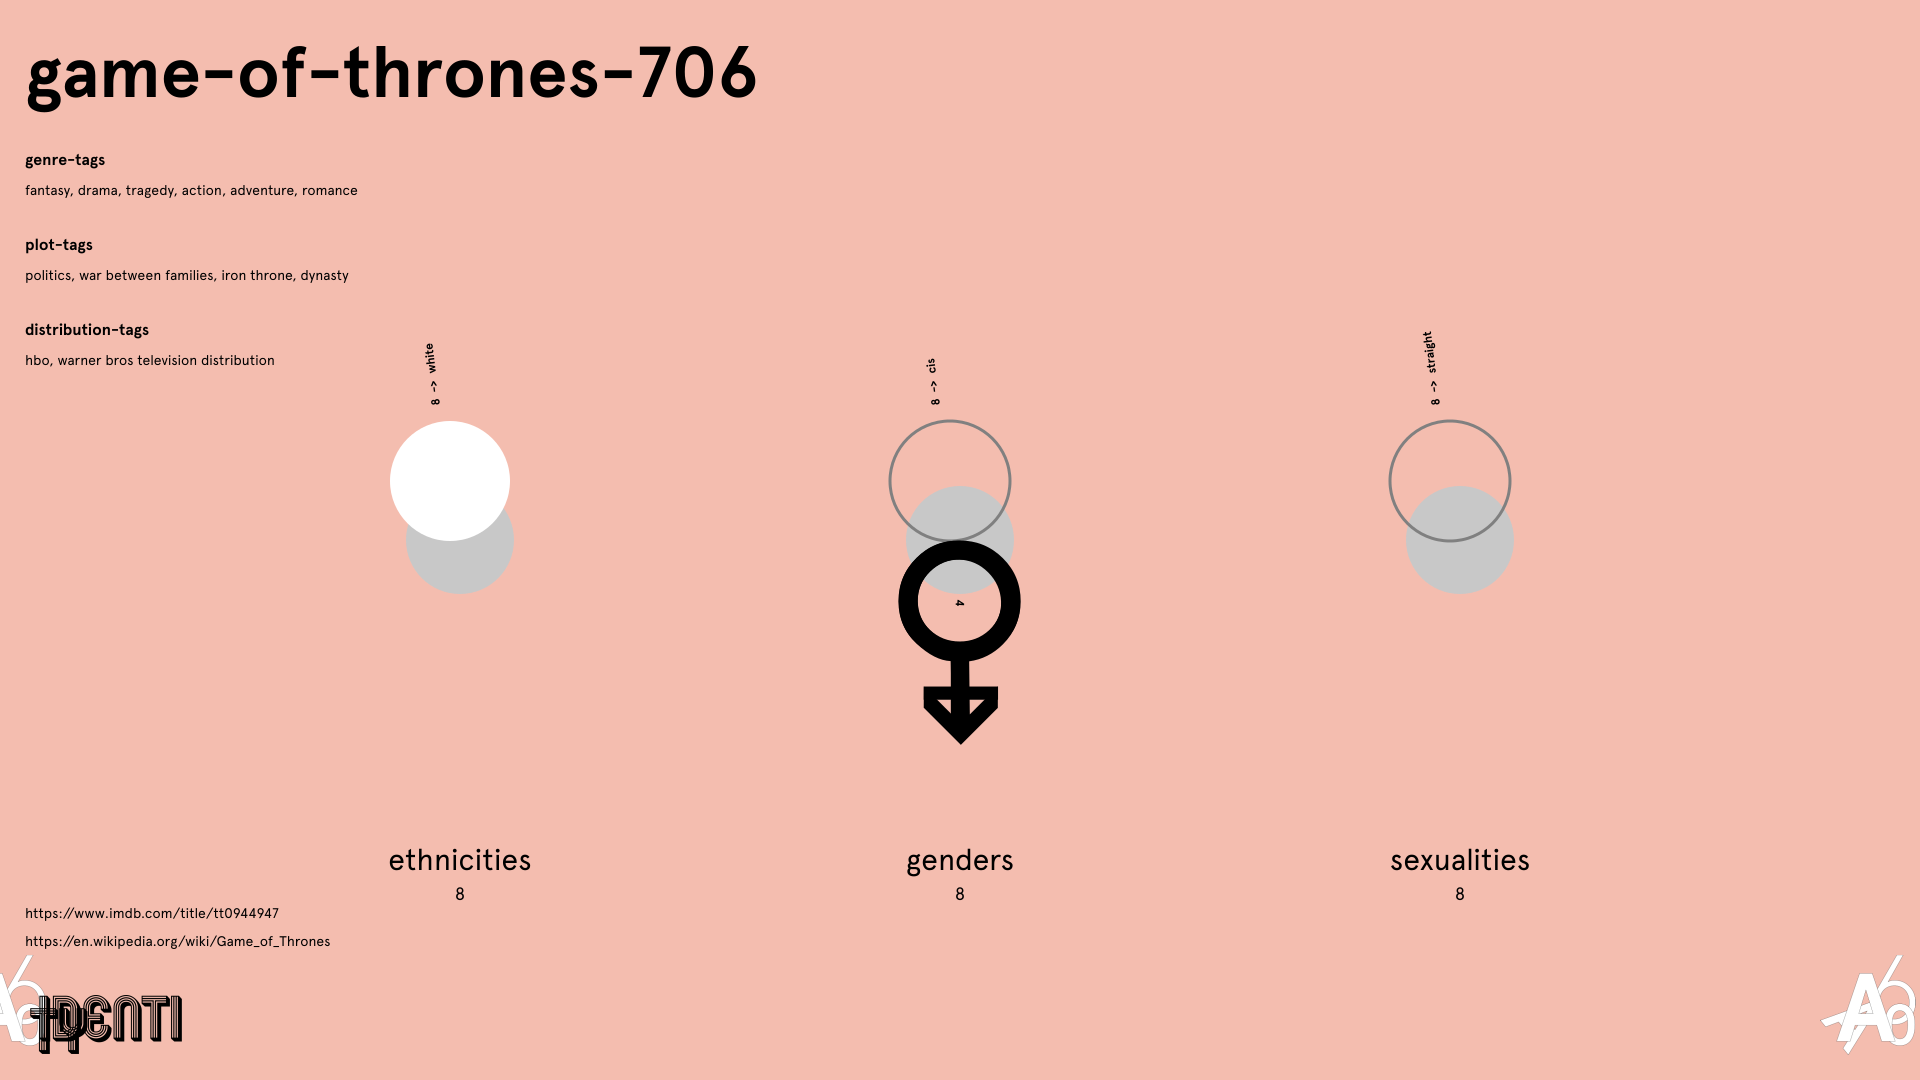 game-of-thrones-706
genre-tags
fantasy, drama, tragedy, action, adventure, romance
plot-tags
politics, war between families, iron throne, dynasty
distribution-tags
hbo, warner bros television distribution
8 -> white
8 -> cis
8 -> straight
4
ethnicities
8
genders
8
sexualities
8
https://www.imdb.com/title/tt0944947
https://en.wikipedia.org/wiki/Game_of_Thrones
IDENTI